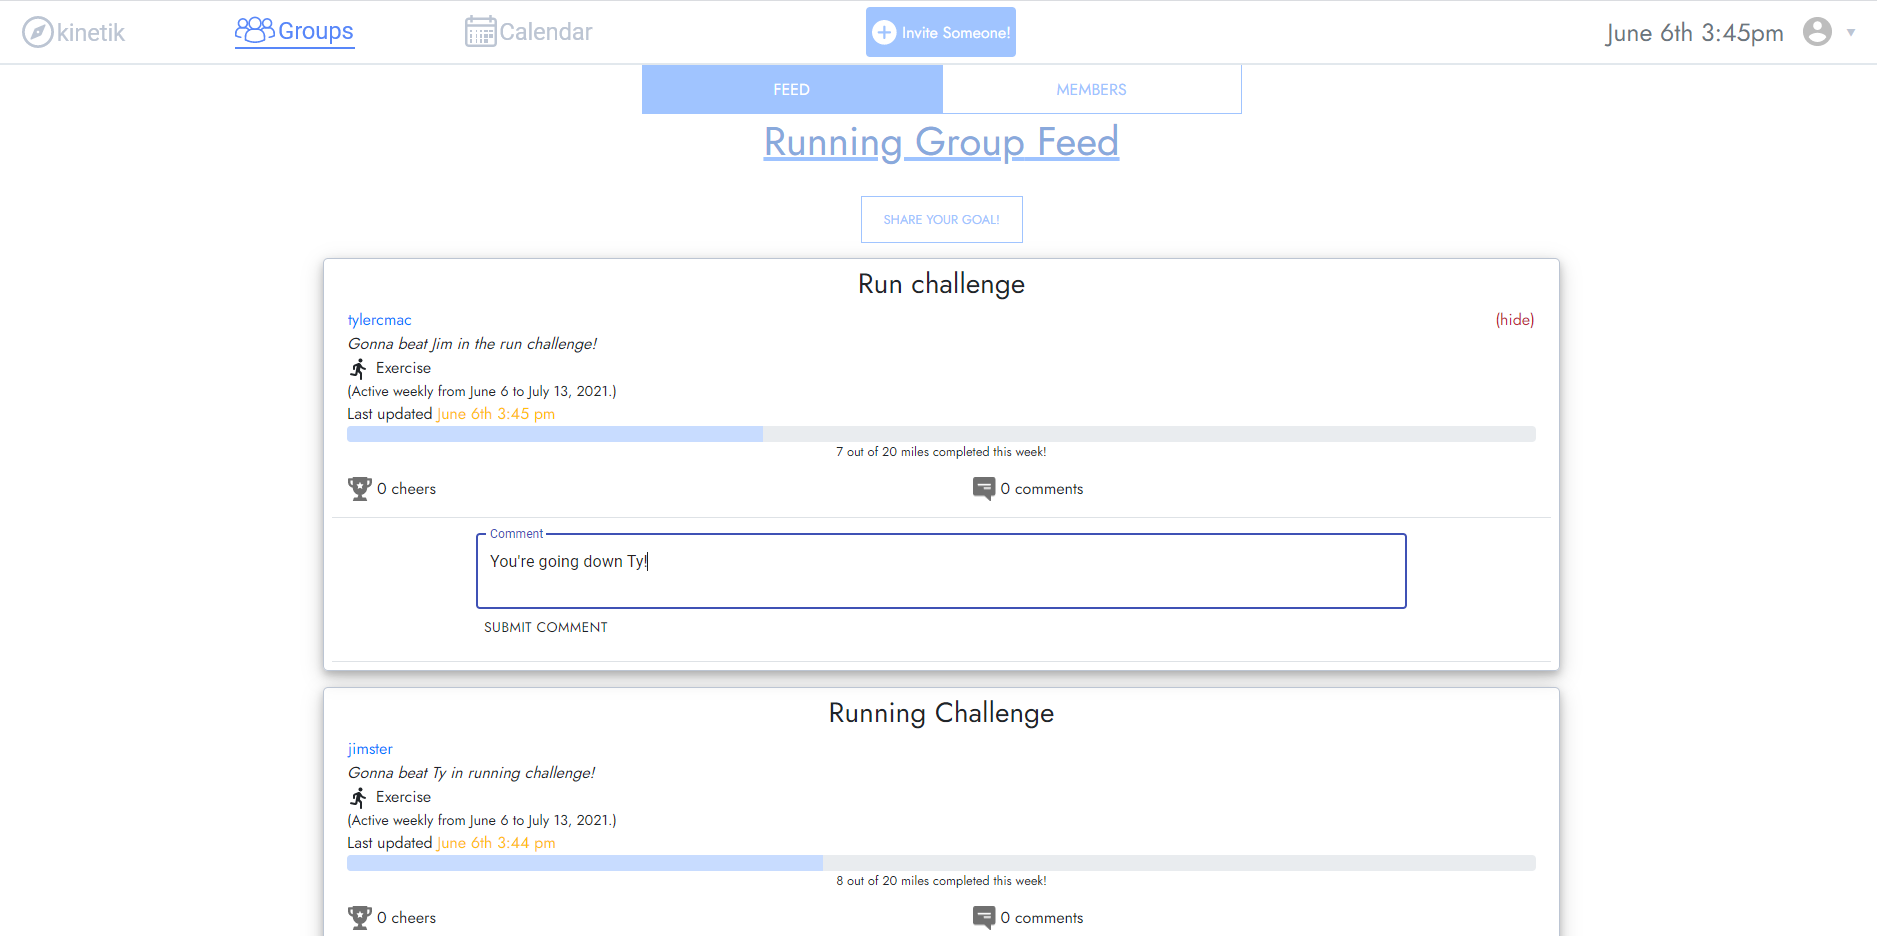 kinetik
Groups
Calendar
Invite Someone!
June 6th 3:45pm
FEED
MEMBERS
Running Group Feed
SHARE YOUR GOAL!
Run challenge
tylercmac
(hide)
Gonna beat Jim in the run challenge!
Exercise
(Active weekly from June 6 to July 13, 2021.)
Last updated June 6th 3:45 pm
7 out of 20 miles completed this week!
0 cheers
0 comments
Comment
You're going down Ty!
SUBMIT COMMENT
Running Challenge
jimster
Gonna beat Ty in running challenge!
Exercise
(Active weekly from June 6 to July 13, 2021.)
Last updated June 6th 3:44 pm
8 out of 20 miles completed this week!
0 cheers
0 comments